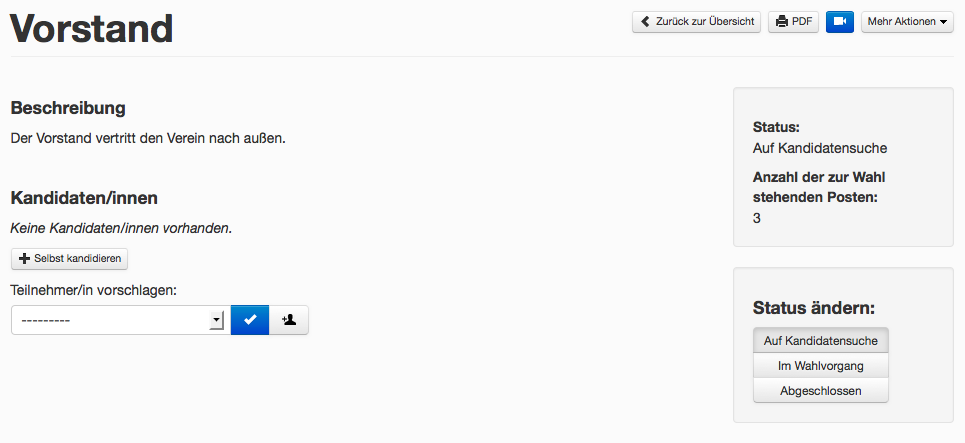 Vorstand
Zurück zur Übersicht
PDF
Mehr Aktionen
Beschreibung
Der Vorstand vertritt den Verein nach außen.
Kandidaten/innen
Keine Kandidaten/innen vorhanden.
Selbst kandidieren
Teilnehmer/in vorschlagen:
---------
Status:
Auf Kandidatensuche
Anzahl der zur Wahl
stehenden Posten:
3
Status ändern:
Auf Kandidatensuche
Im Wahlvorgang
Abgeschlossen